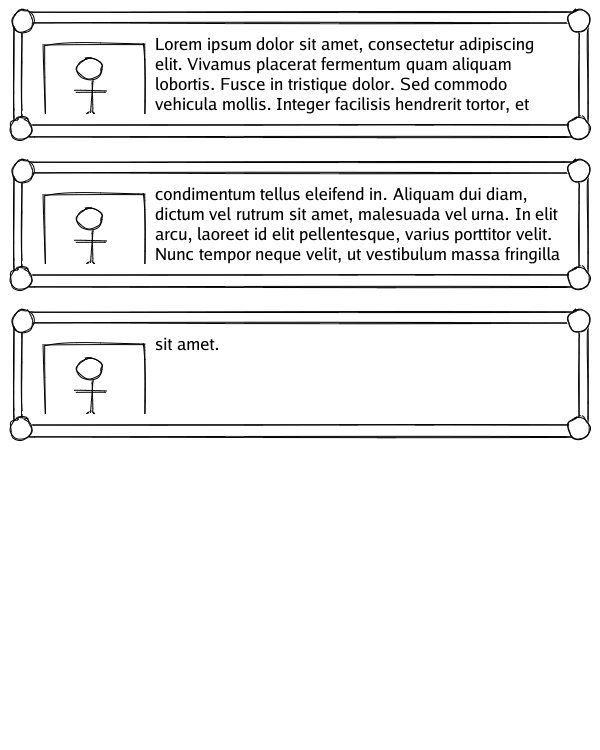 Lorem ipsum dolor sit amet, consectetur adipiscing
elit. Vivamus placerat fermentum quam aliquam
lobortis. Fusce in tristique dolor. Sed commodo
vehicula mollis. Integer facilisis hendrerit tortor, et
condimentum tellus eleifend in. Aliquam dui diam,
dictum vel rutrum sit amet, malesuada vel urna. In elit
arcu, laoreet id elit pellentesque, varius porttitor velit.
Nunc tempor neque velit, ut vestibulum massa fringilla
sit amet.